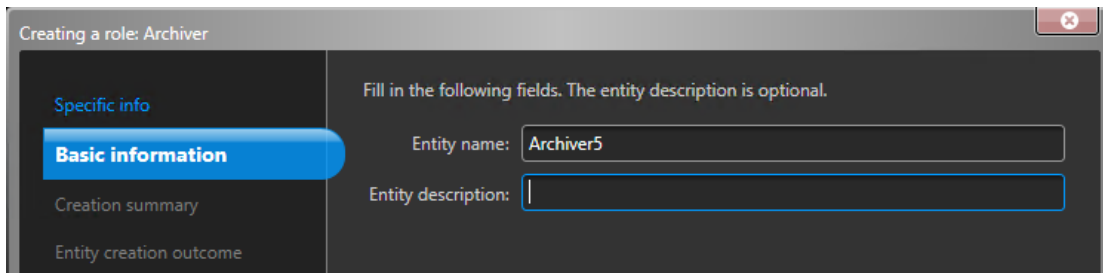 Creating a role: Archiver
Specific info
Basic information
Creation summary
Entity creation outcome
Fill in the following fields. The entity description is optional.
Entity name: Archiver5
Entity description: